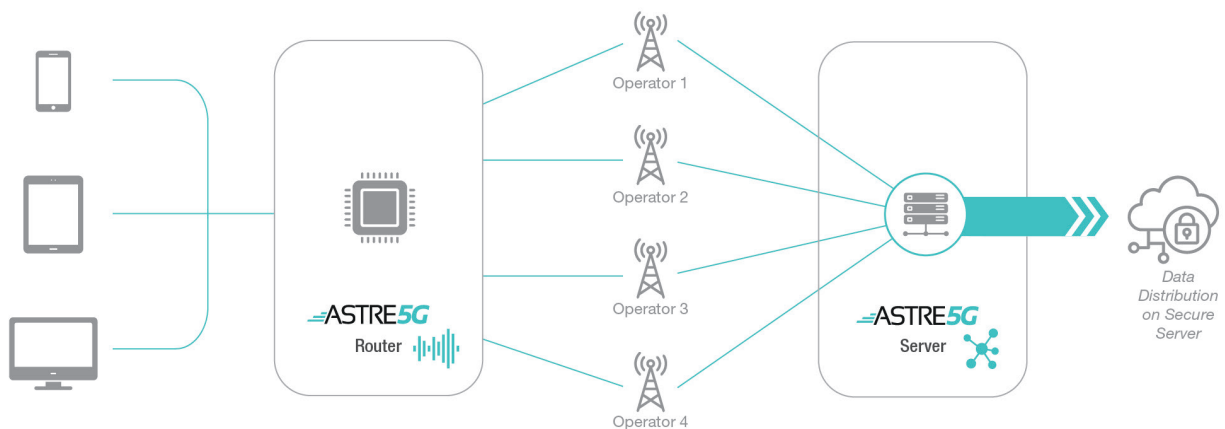 Operator 1
Operator 2
Operator 3
Operator 4
ASTRE5G
Router
ASTRE5G
Server
Data
Distribution
on Secure
Server